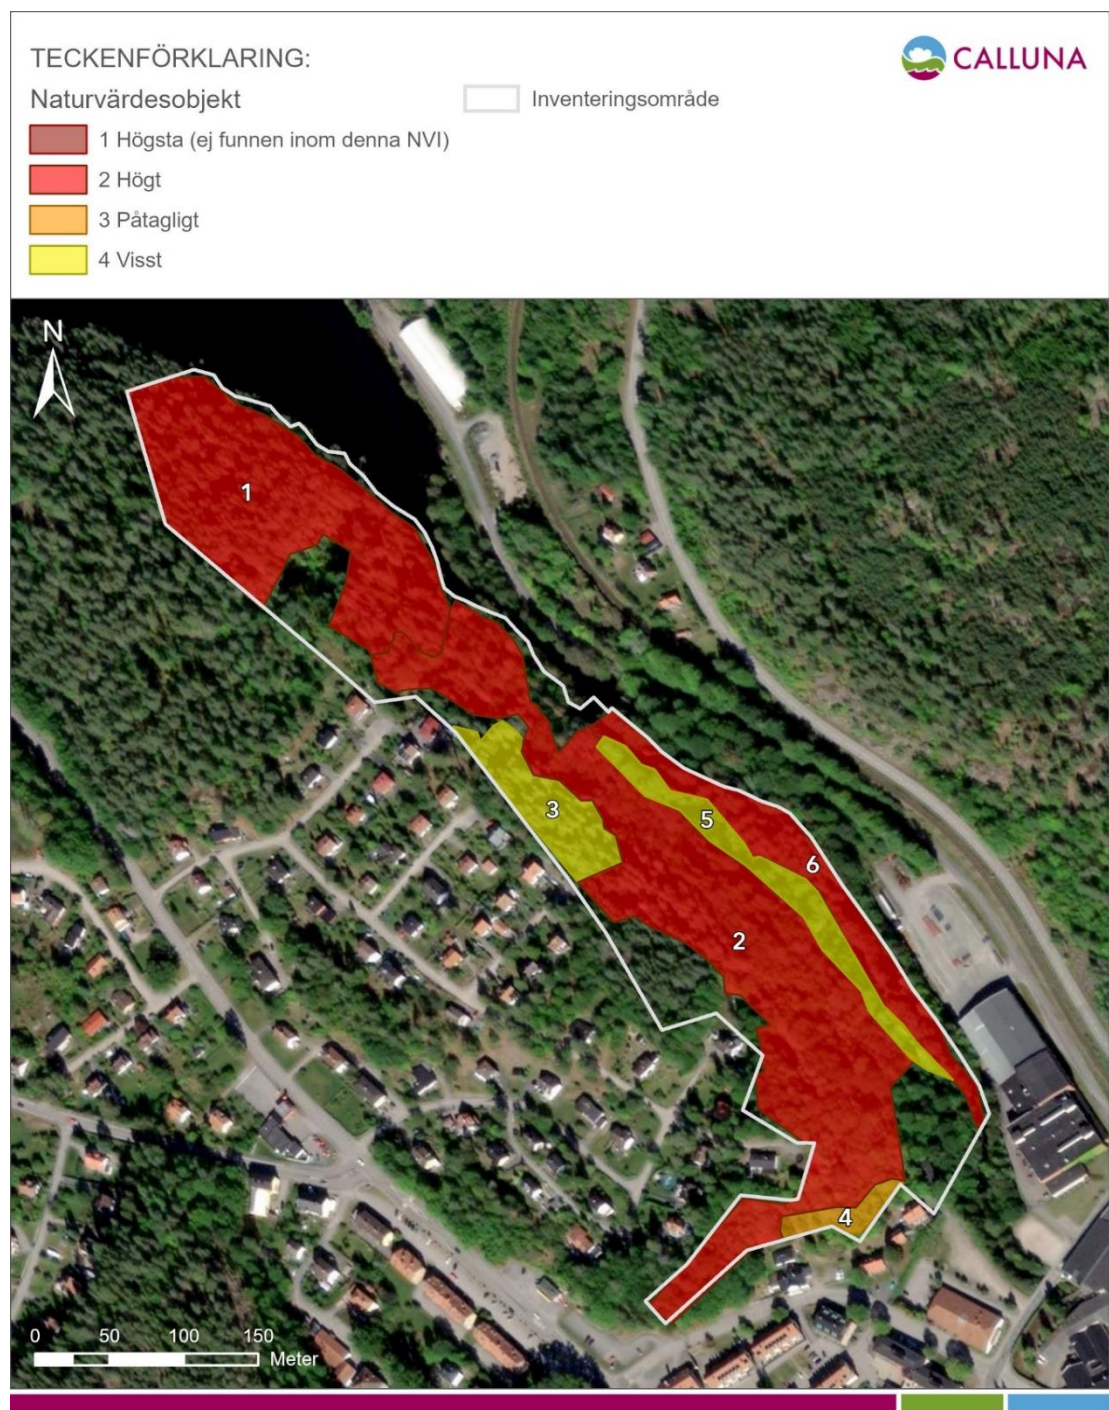 TECKENFÖRKLARING:
CALLUNA
Naturvärdesobjekt
Inventeringsområde
1 Högsta (ej funnen inom denna NVI)
2 Högt
3 Påtagligt
4 Visst
N
1
3
5
6
2
4
0 50 100 150
Meter